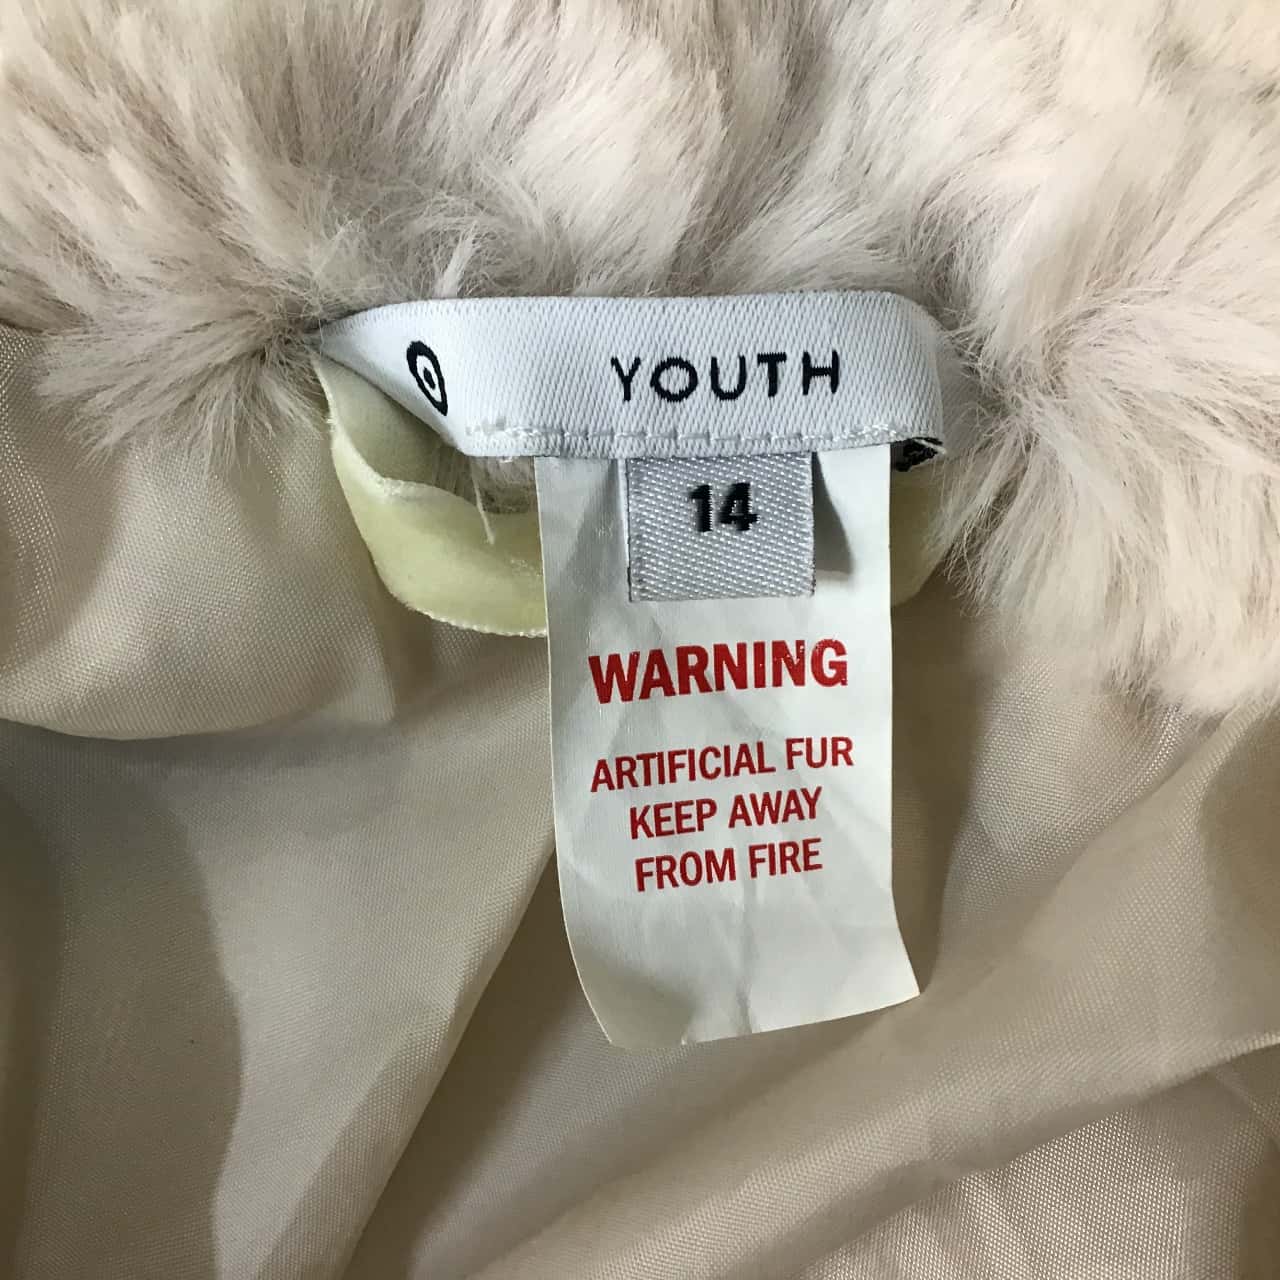 YOUTH
14
WARNING
ARTIFICIAL FUR
KEEP AWAY
FROM FIRE